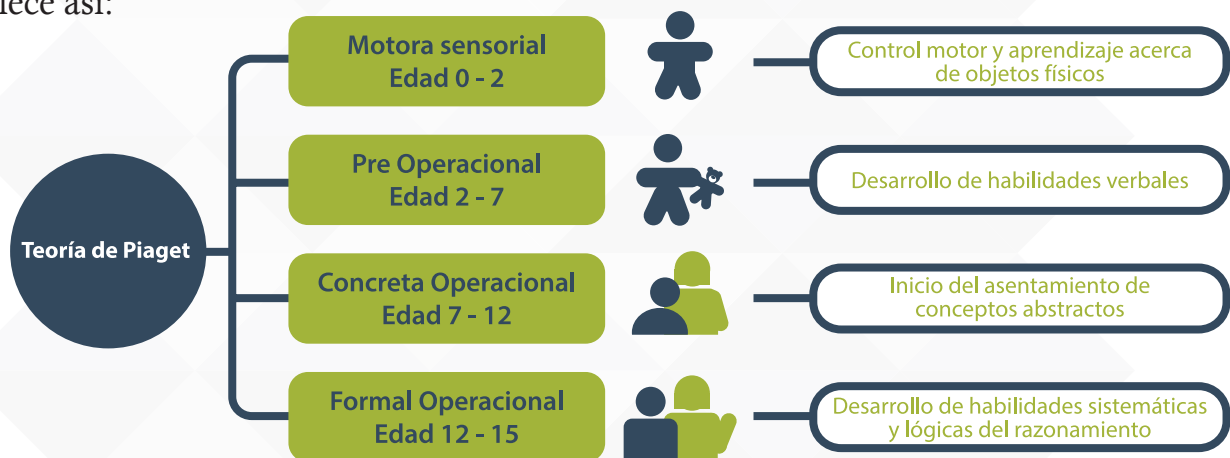 así:
Motora sensorial
Edad 0 - 2
Control motor y aprendizaje acerca
de objetos físicos
Pre Operacional
Edad 2 - 7
Desarrollo de habilidades verbales
Teoría de Piaget
Concreta Operacional
Edad 7 - 12
Inicio del asentamiento de
conceptos abstractos
Formal Operacional
Edad 12 - 15
Desarrollo de habilidades sistemáticas
y lógicas del razonamiento